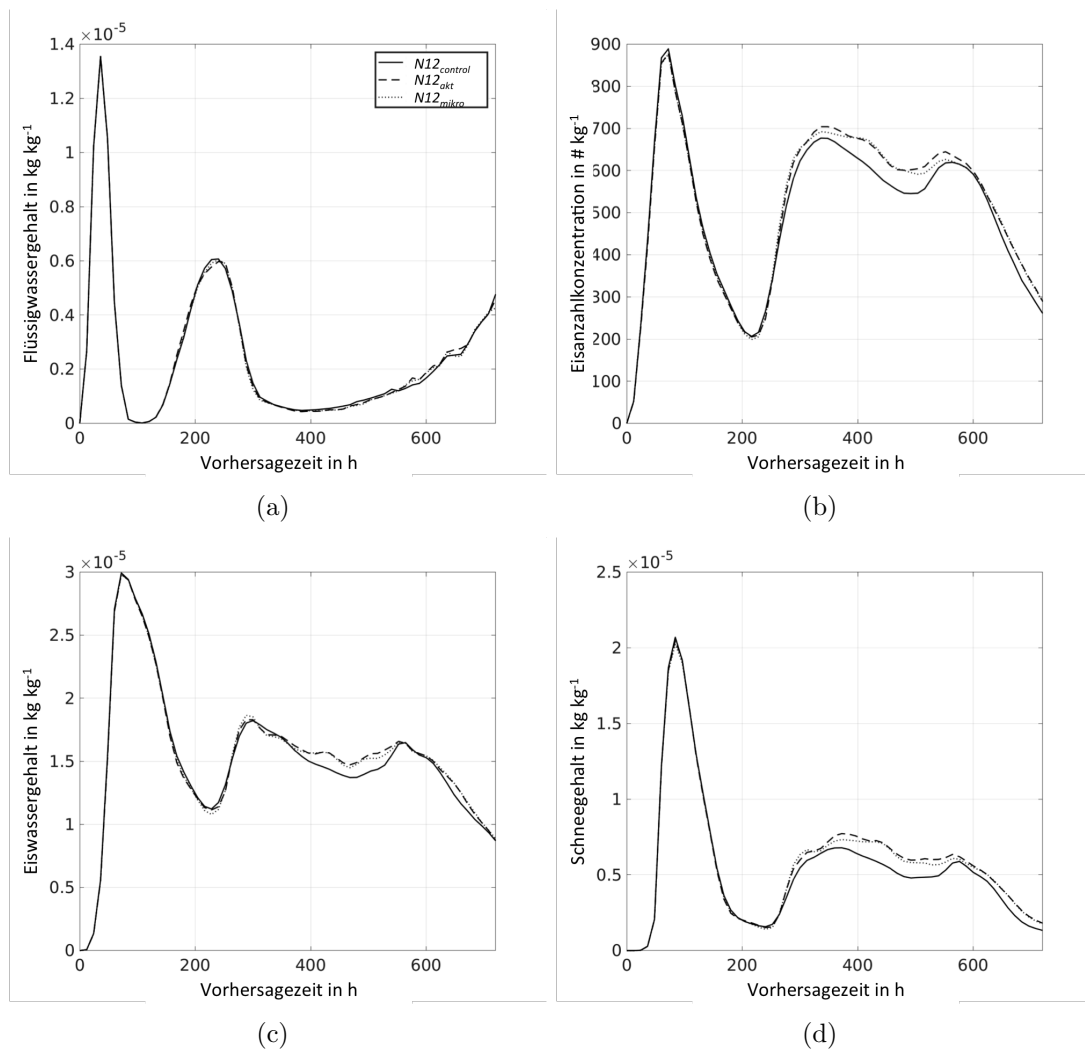 ×10⁻⁵
1.4
1.2
1
0.8
0.6
0.4
0.2
0
0 200 400 600
Flüssigwassergehalt in kg kg⁻¹
Vorhersagezeit in h
N12control
N12akt
N12mikro
(a)
900
800
700
600
500
400
300
200
100
0
0 200 400 600
Eisanzahlkonzentration in # kg⁻¹
Vorhersagezeit in h
(b)
×10⁻⁵
3
2.5
2
1.5
1
0.5
0
0 200 400 600
Eiswassergehalt in kg kg⁻¹
Vorhersagezeit in h
(c)
×10⁻⁵
2.5
2
1.5
1
0.5
0
0 200 400 600
Schneegehalt in kg kg⁻¹
Vorhersagezeit in h
(d)